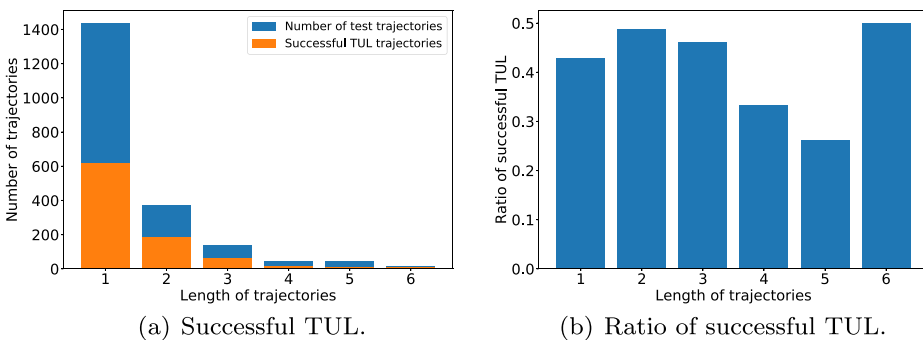 Number of test trajectories
Successful TUL trajectories
Number of trajectories
1400
1200
1000
800
600
400
200
0
1 2 3 4 5 6
Length of trajectories
(a) Successful TUL.
Ratio of successful TUL
0.5
0.4
0.3
0.2
0.1
0.0
1 2 3 4 5 6
Length of trajectories
(b) Ratio of successful TUL.